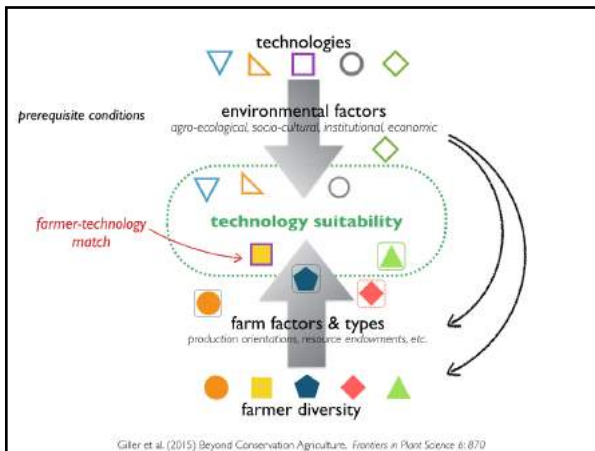 technologies
prerequisite conditions
environmental factors
agro-ecological, socio-cultural, institutional, economic
technology suitability
farmer-technology
match
farm factors & types
production orientations, resource endowments, etc.
farmer diversity
Giller et al. (2015) Beyond Conservation Agriculture. Frontiers in Plant Science 6: 870